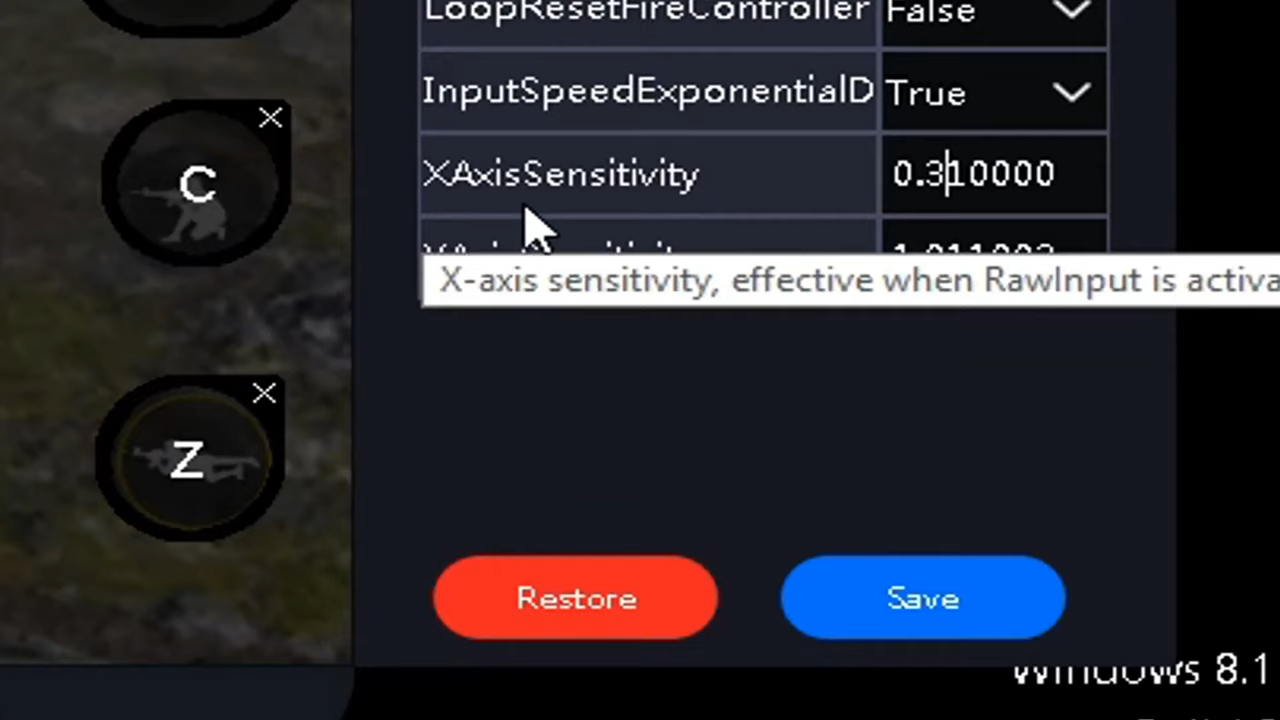 LoopResetFireController False
InputSpeedExponentialD True
C
XAxisSensitivity 0.310000
X-axis sensitivity, effective when RawInput is activa
Z
Restore Save
Windows 8.1